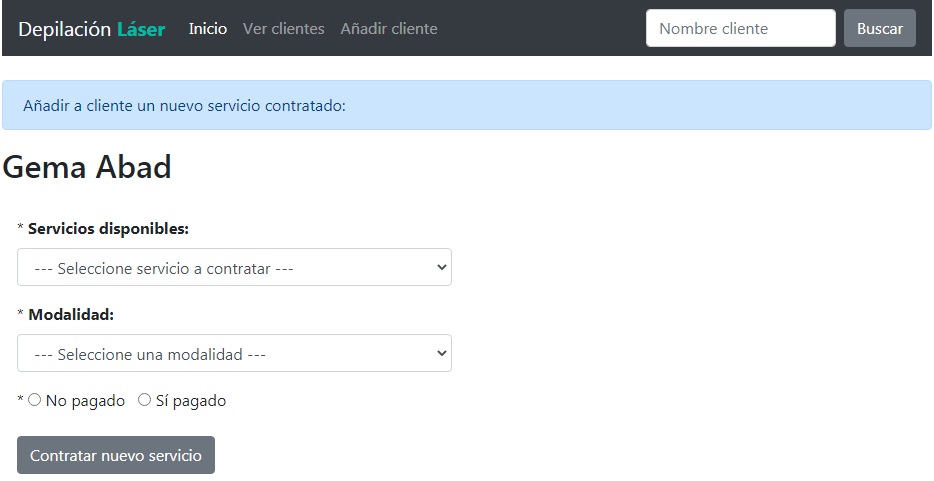 Depilación Láser Inicio Ver clientes Añadir cliente Nombre cliente Buscar
Añadir a cliente un nuevo servicio contratado:
Gema Abad
* Servicios disponibles:
--- Seleccione servicio a contratar ---
* Modalidad:
--- Seleccione una modalidad ---
* No pagado Sí pagado
Contratar nuevo servicio